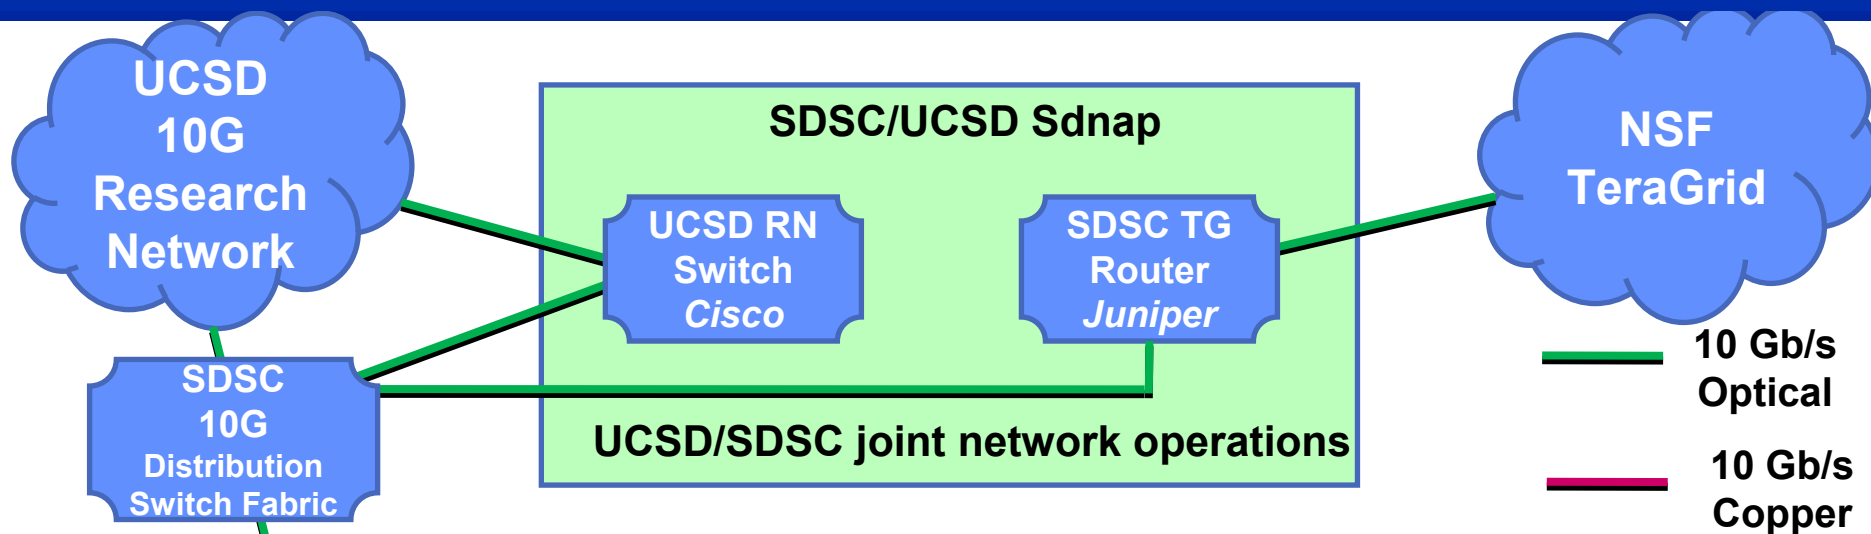 UCSD
10G
Research
Network
SDSC/UCSD Sdnap
UCSD RN
Switch
Cisco
SDSC TG
Router
Juniper
NSF
TeraGrid
SDSC
10G
Distribution
Switch Fabric
UCSD/SDSC joint network operations
10 Gb/s
Optical
10 Gb/s
Copper